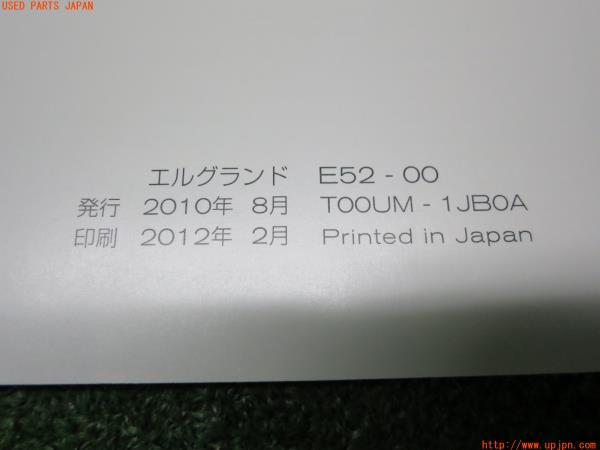 USED PARTS JAPAN
エルグランド E52-00
発行 2010年 8月 T00UM-1JB0A
印刷 2012年 2月 Printed in Japan
http://www.upjpn.com/